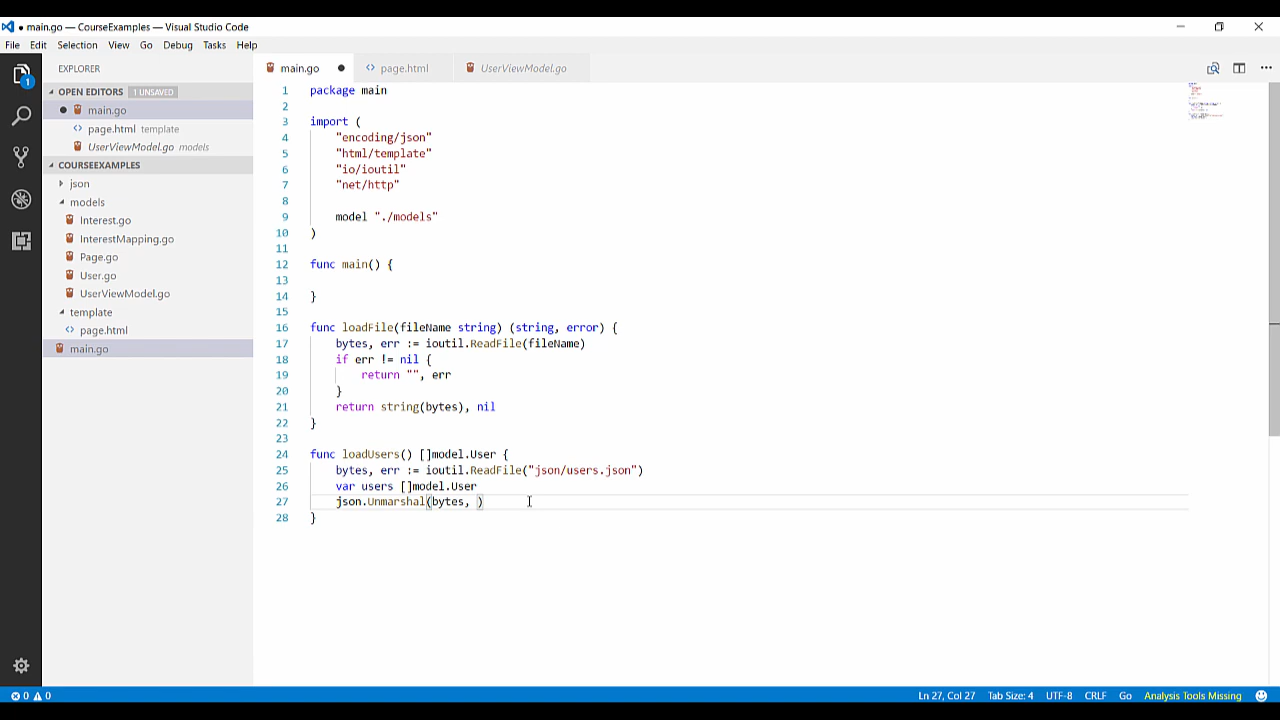 ● main.go — CourseExamples — Visual Studio Code
File Edit Selection View Go Debug Tasks Help
EXPLORER
OPEN EDITORS 1 UNSAVED
main.go
page.html template
UserViewModel.go models
COURSEEXAMPLES
json
models
Interest.go
InterestMapping.go
Page.go
User.go
UserViewModel.go
template
page.html
main.go
1
main.go page.html UserViewModel.go
1 package main
2
3 import (
4 "encoding/json"
5 "html/template"
6 "io/ioutil"
7 "net/http"
8
9 model "./models"
10 )
11
12 func main() {
13
14 }
15
16 func loadFile(fileName string) (string, error) {
17 bytes, err := ioutil.ReadFile(fileName)
18 if err != nil {
19 return "", err
20 }
21 return string(bytes), nil
22 }
23
24 func loadUsers() []model.User {
25 bytes, err := ioutil.ReadFile("json/users.json")
26 var users []model.User
27 json.Unmarshal(bytes, )
28 }
0 0 Ln 27, Col 27 Tab Size: 4 UTF-8 CRLF Go Analysis Tools Missing